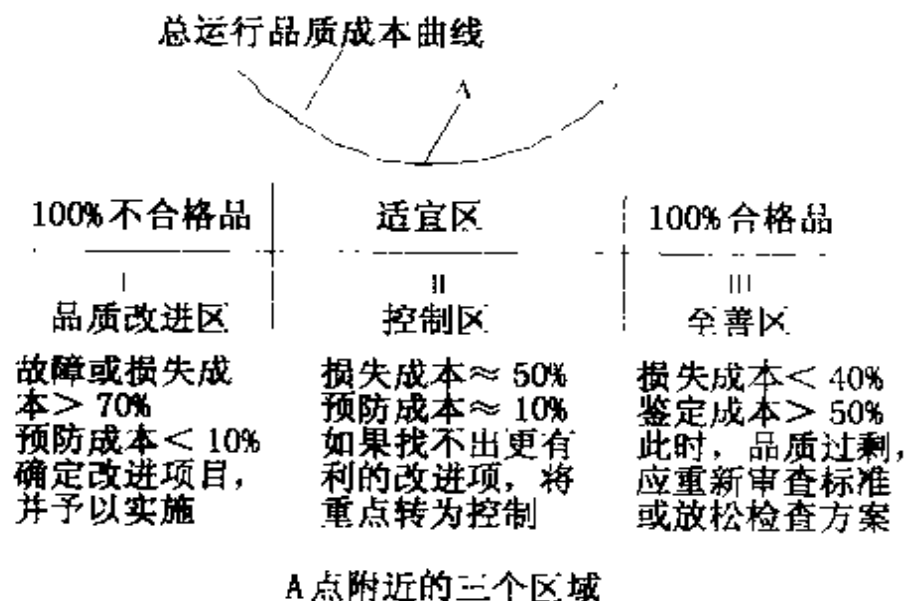 总运行品质成本曲线
A
100%不合格品
适宜区
100%合格品
I
II
III
品质改进区
控制区
至善区
故障或损失成
本>70%
预防成本<10%
确定改进项目,
并予以实施
损失成本≈50%
预防成本≈10%
如果找不出更有
利的改进项,将
重点转为控制
损失成本<40%
鉴定成本>50%
此时,品质过剩,
应重新审查标准
或放松检查方案
A点附近的三个区域